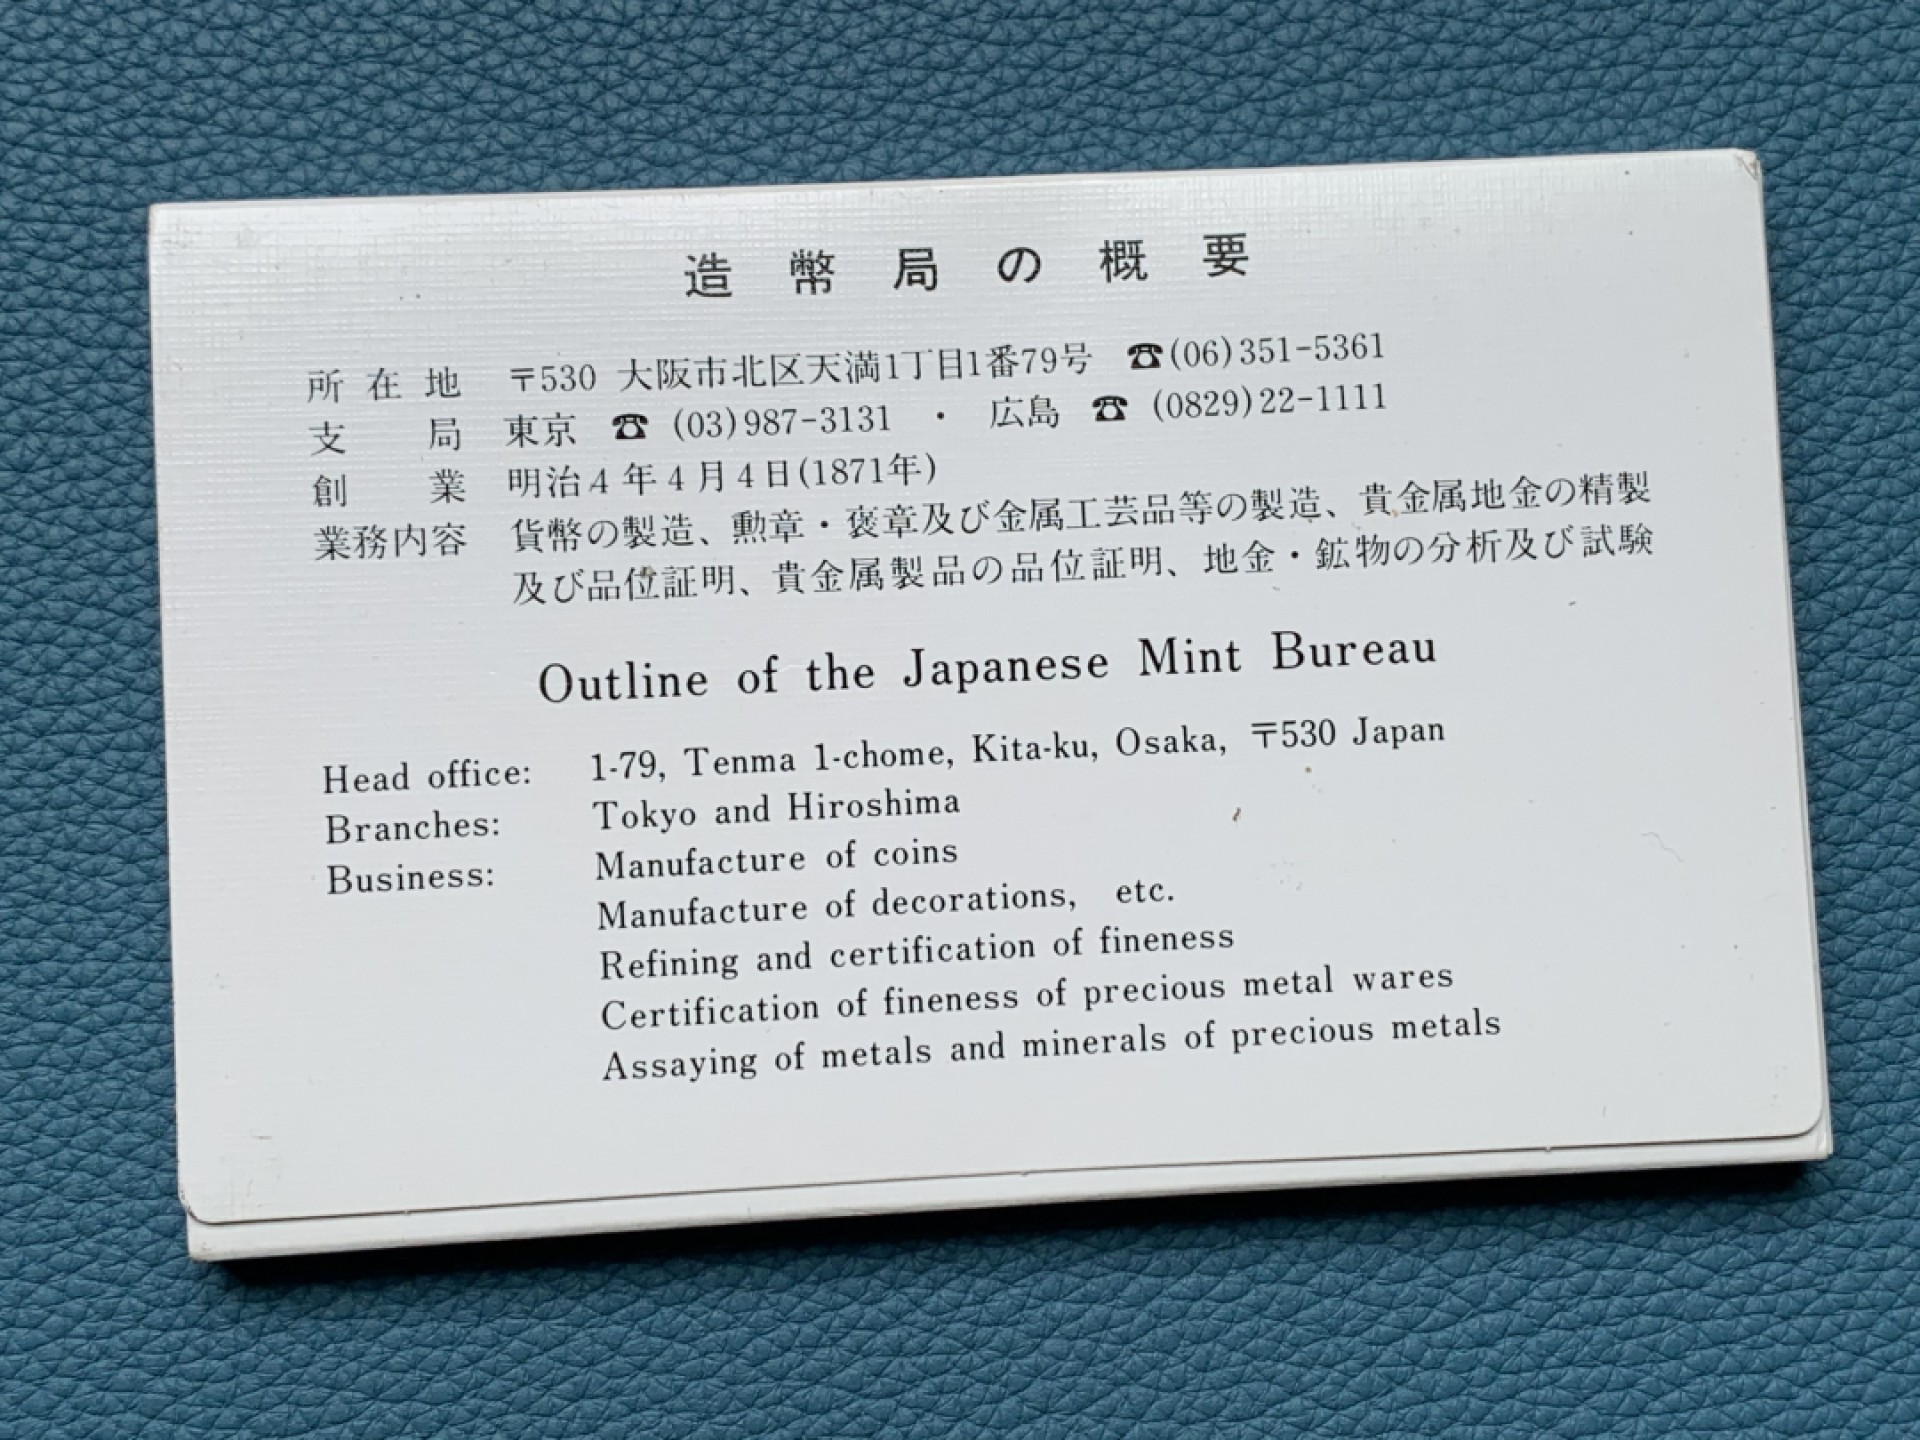 造幣局の概要
所在地 〒530 大阪市北区天満1丁目1番79号 ☎(06)351-5361
支局 東京 ☎ (03)987-3131 ・ 広島 ☎ (0829)22-1111
創業 明治4年4月4日(1871年)
業務内容 貨幣の製造、勲章・褒章及び金属工芸品等の製造、貴金属地金の精製
及び品位証明、貴金属製品の品位証明、地金・鉱物の分析及び試験
Outline of the Japanese Mint Bureau
Head office: 1-79, Tenma 1-chome, Kita-ku, Osaka, 〒530 Japan
Branches: Tokyo and Hiroshima
Business: Manufacture of coins
Manufacture of decorations, etc.
Refining and certification of fineness
Certification of fineness of precious metal wares
Assaying of metals and minerals of precious metals